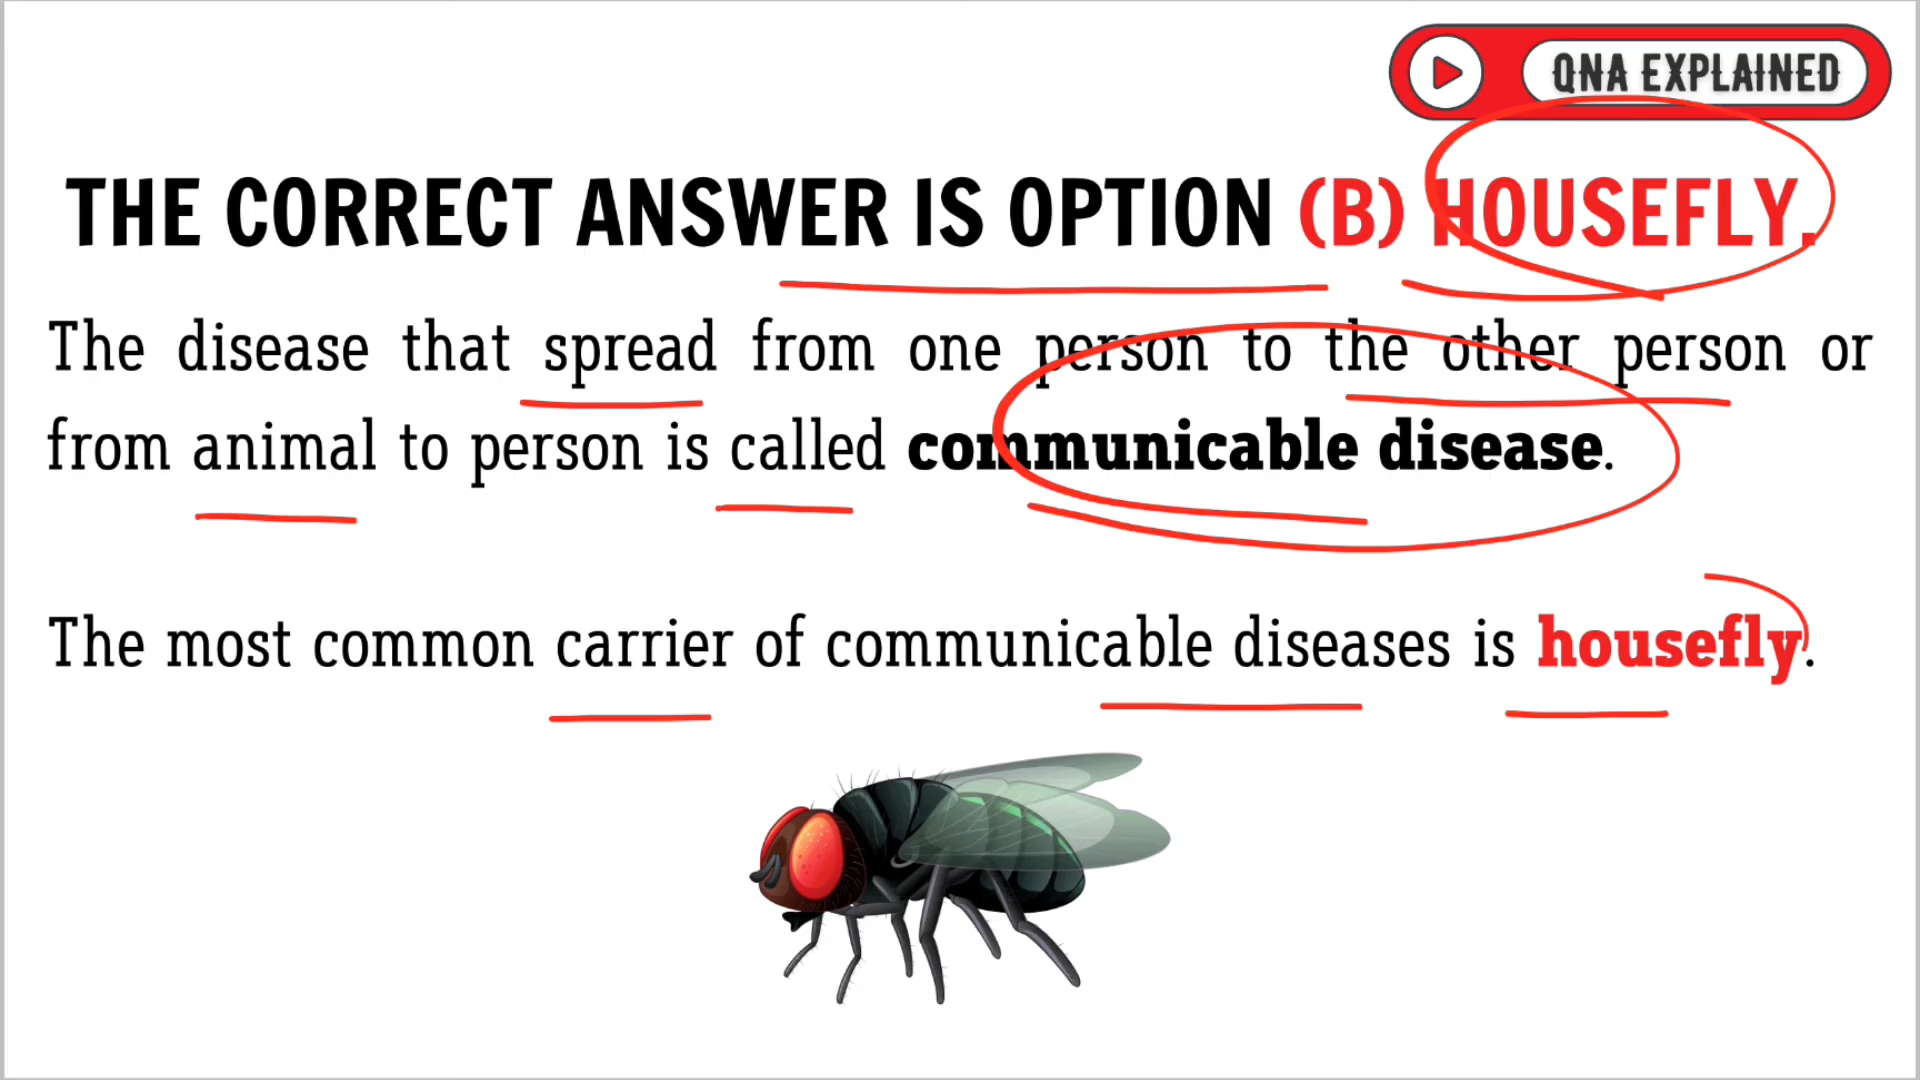 QNA EXPLAINED
THE CORRECT ANSWER IS OPTION (B) HOUSEFLY.
The disease that spread from one person to the other person or
from animal to person is called communicable disease.
The most common carrier of communicable diseases is housefly.